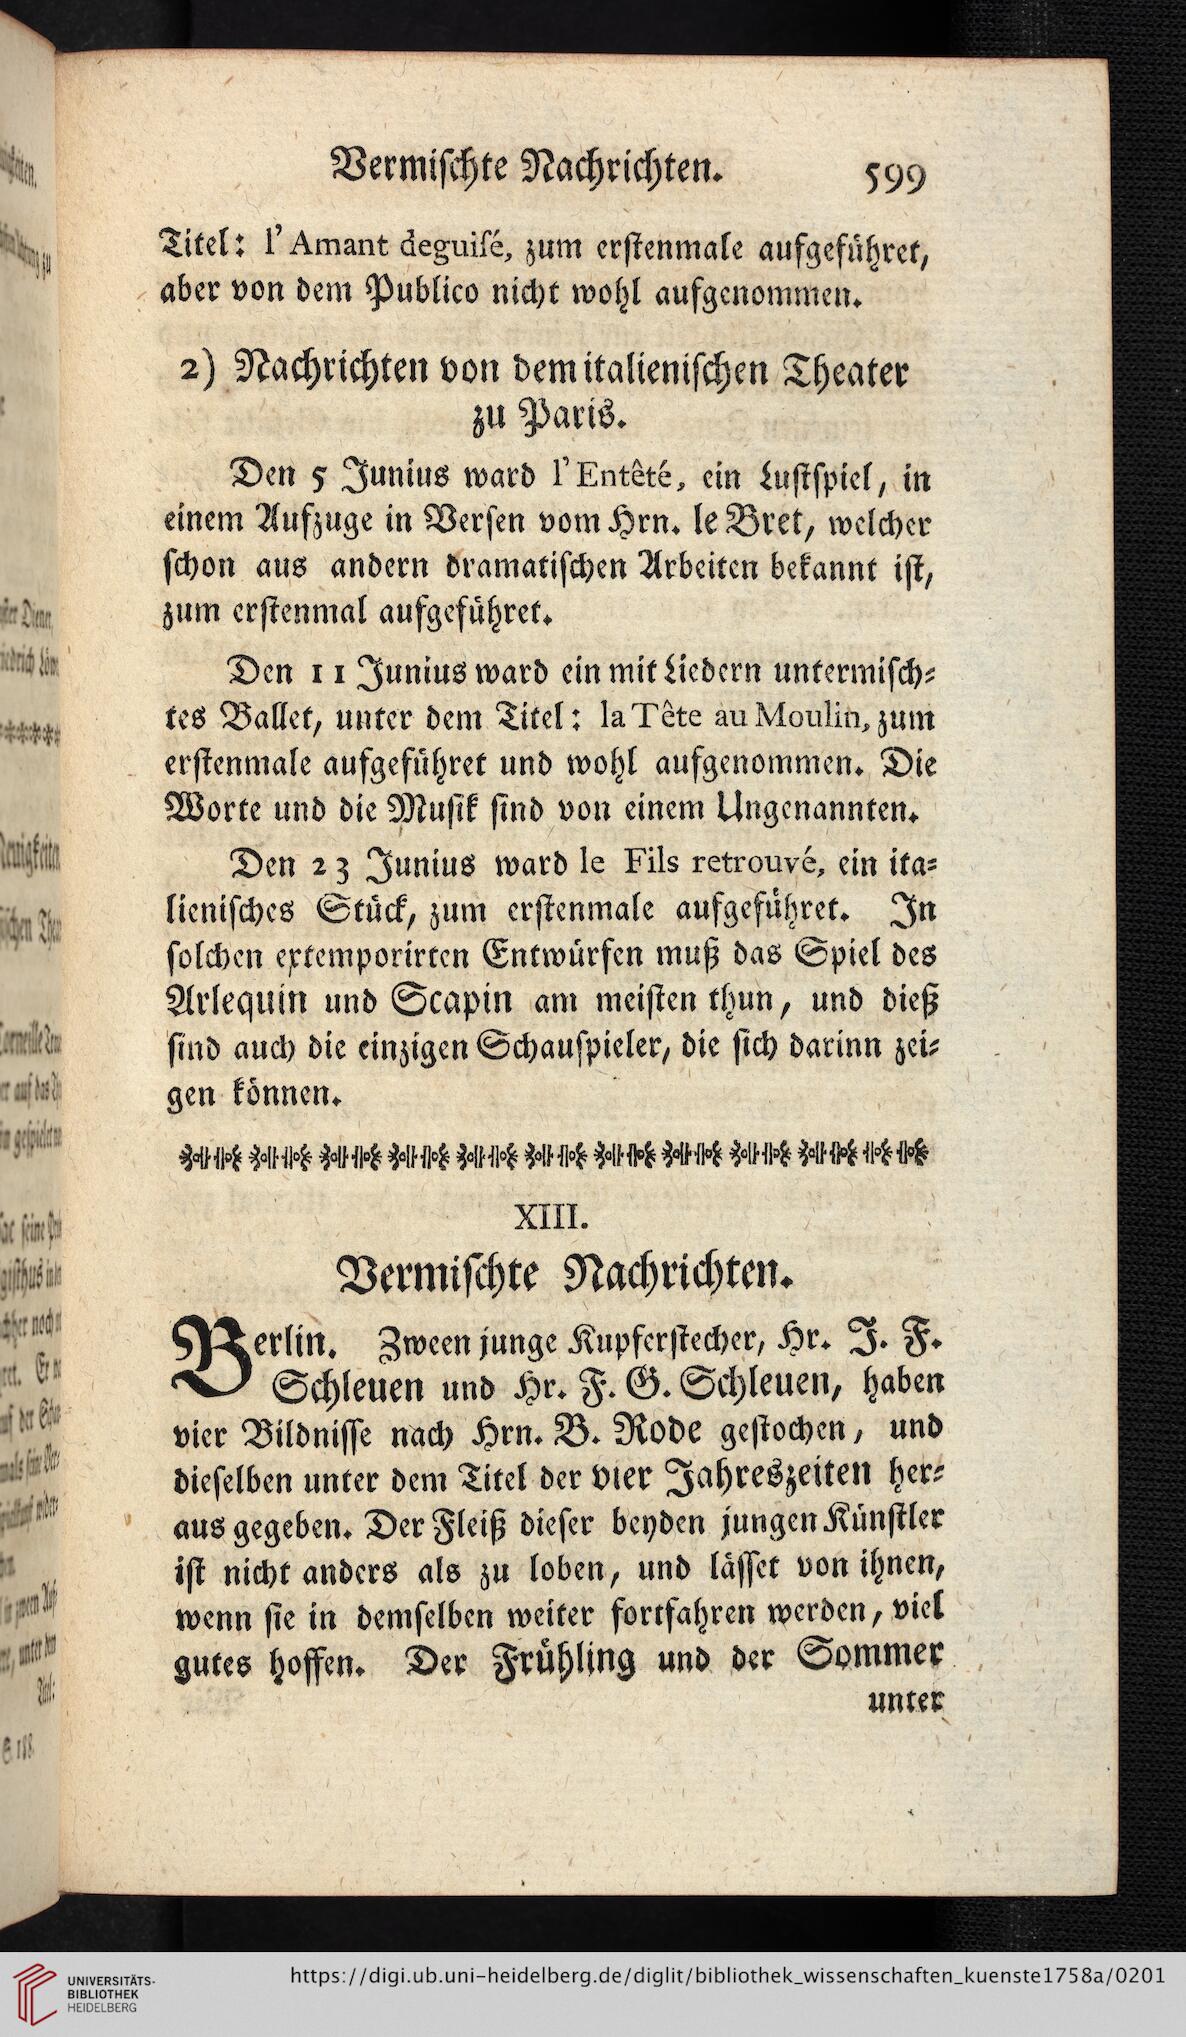 Vermischte Nachrichten. 599
Titel: l' Amant deguisé, zum erstenmale aufgeführet,
aber von dem Publico nicht wohl aufgenommen.
2) Nachrichten von dem italienischen Theater
zu Paris.
Den 5 Junius ward l' Entêté, ein Lustspiel, in
einem Aufzuge in Versen vom Hrn. le Bret, welcher
schon aus andern dramatischen Arbeiten bekannt ist,
zum erstenmal aufgeführet.
Den 11 Junius ward ein mit Liedern untermisch-
tes Ballet, unter dem Titel: la Tête au Moulin, zum
erstenmale aufgeführet und wohl aufgenommen. Die
Worte und die Musik sind von einem Ungenannten.
Den 23 Junius ward le Fils retrouvé, ein ita-
lienisches Stück, zum erstenmale aufgeführet. In
solchen extemporirten Entwürfen muß das Spiel des
Arlequin und Scapin am meisten thun, und dieß
sind auch die einzigen Schauspieler, die sich darinn zei-
gen können.
XIII.
Vermischte Nachrichten.
Berlin. Zween junge Kupferstecher, Hr. J. F.
Schleuen und Hr. F. G. Schleuen, haben
vier Bildnisse nach Hrn. B. Rode gestochen, und
dieselben unter dem Titel der vier Jahreszeiten her-
aus gegeben. Der Fleiß dieser beyden jungen Künstler
ist nicht anders als zu loben, und lässet von ihnen,
wenn sie in demselben weiter fortfahren werden, viel
gutes hoffen. Der Frühling und der Sommer
unter
UNIVERSITÄTS-
BIBLIOTHEK
HEIDELBERG
https://digi.ub.uni-heidelberg.de/diglit/bibliothek_wissenschaften_kuenste1758a/0201